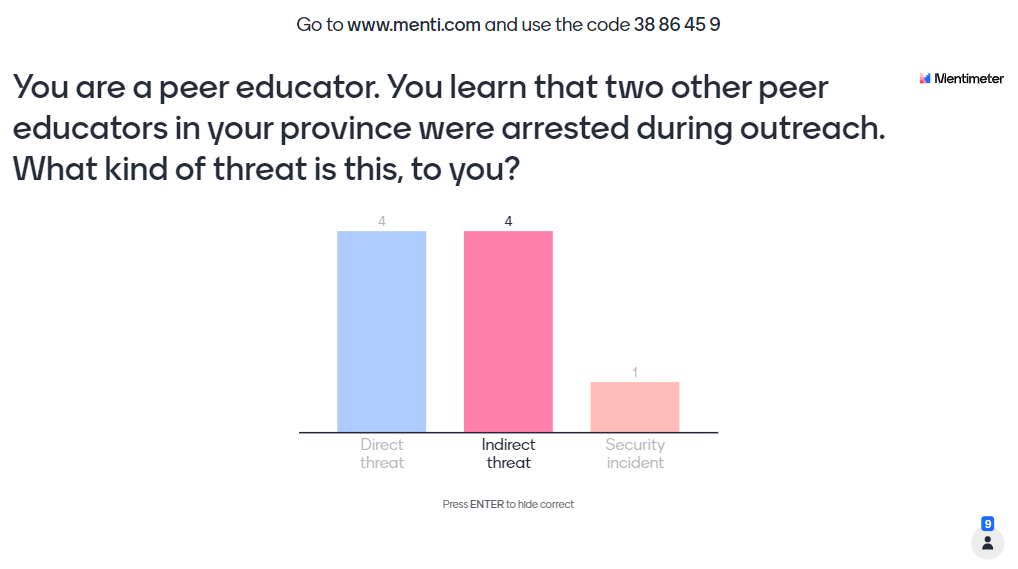 Go to www.menti.com and use the code 38 86 45 9
Mentimeter
You are a peer educator. You learn that two other peer
educators in your province were arrested during outreach.
What kind of threat is this, to you?
4
4
1
Direct
threat
Indirect
threat
Security
incident
Press ENTER to hide correct
9